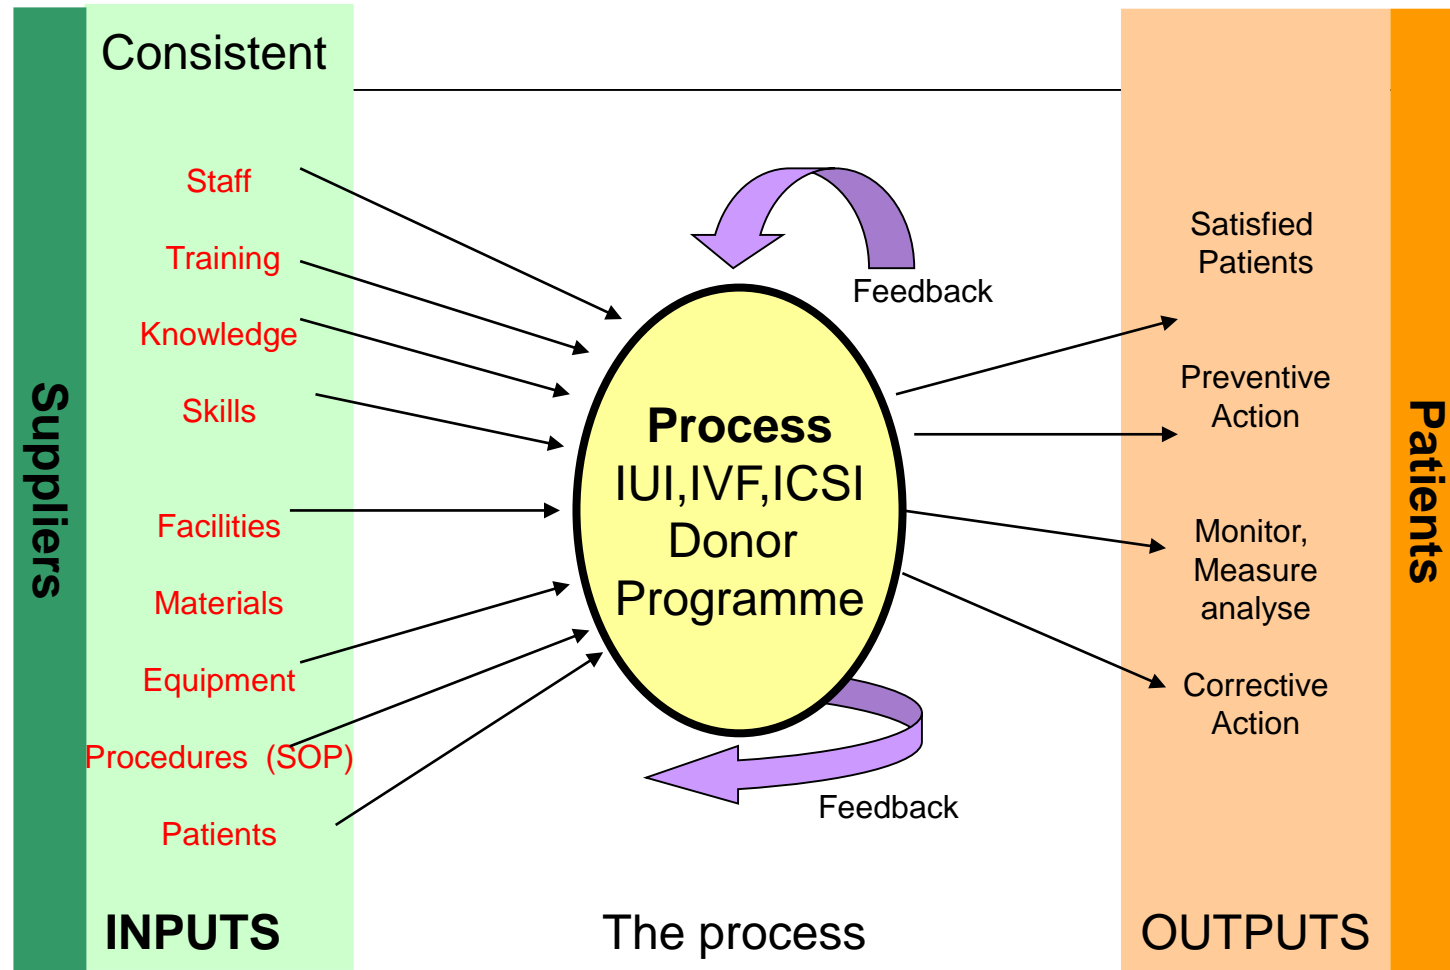 Suppliers
Consistent
Staff
Training
Knowledge
Skills
Facilities
Materials
Equipment
Procedures (SOP)
Patients
INPUTS
Feedback
Process
IUI,IVF,ICSI
Donor
Programme
Feedback
The process
Satisfied
Patients
Preventive
Action
Monitor,
Measure
analyse
Corrective
Action
OUTPUTS
Patients